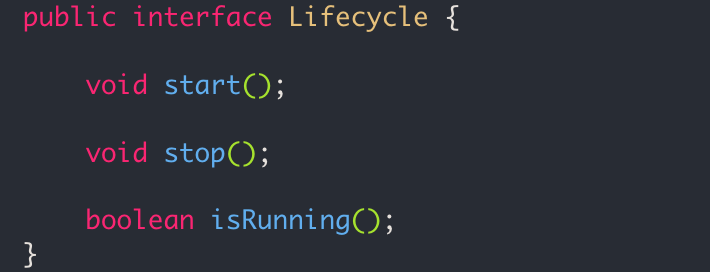 public interface Lifecycle {
void start();
void stop();
boolean isRunning();
}